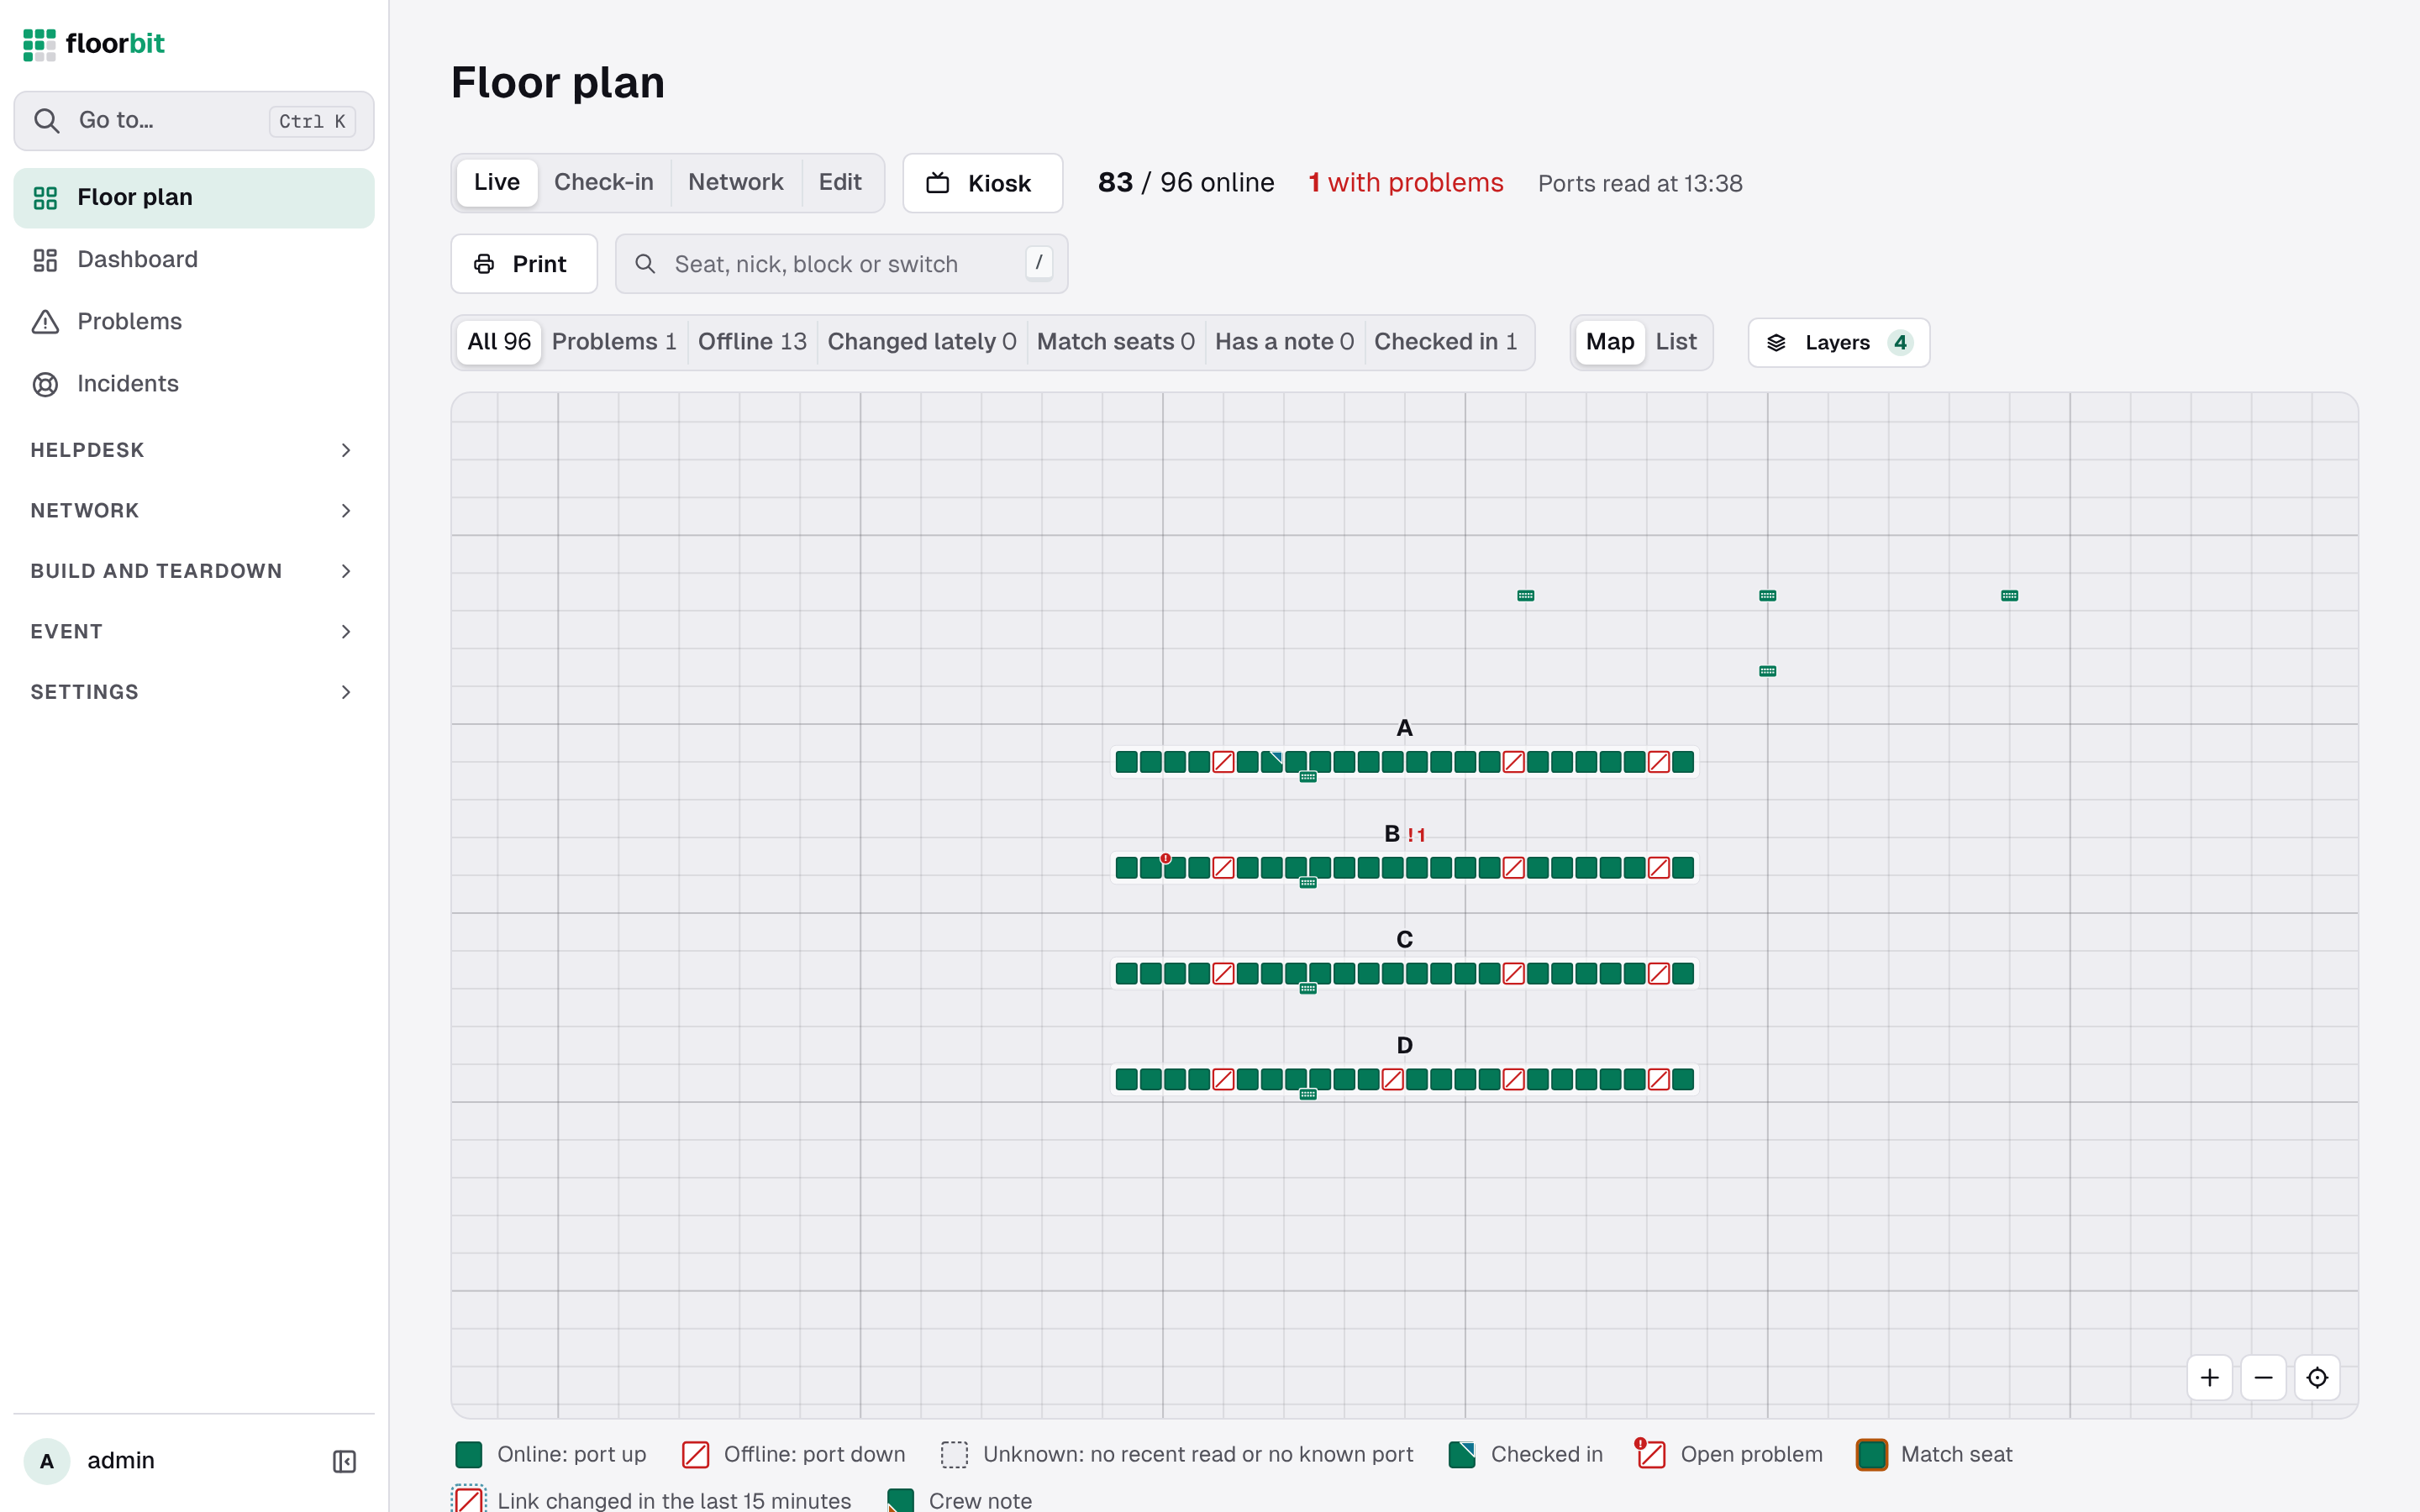 floorbit
Go to... Ctrl K
Floor plan
Dashboard
Problems
Incidents
HELPDESK
NETWORK
BUILD AND TEARDOWN
EVENT
SETTINGS
A admin
Floor plan
Live Check-in Network Edit Kiosk 83 / 96 online 1 with problems Ports read at 13:38
Print Seat, nick, block or switch /
All 96 Problems 1 Offline 13 Changed lately 0 Match seats 0 Has a note 0 Checked in 1 Map List Layers 4
A
B !1
C
D
Online: port up Offline: port down Unknown: no recent read or no known port Checked in Open problem Match seat
Link changed in the last 15 minutes Crew note